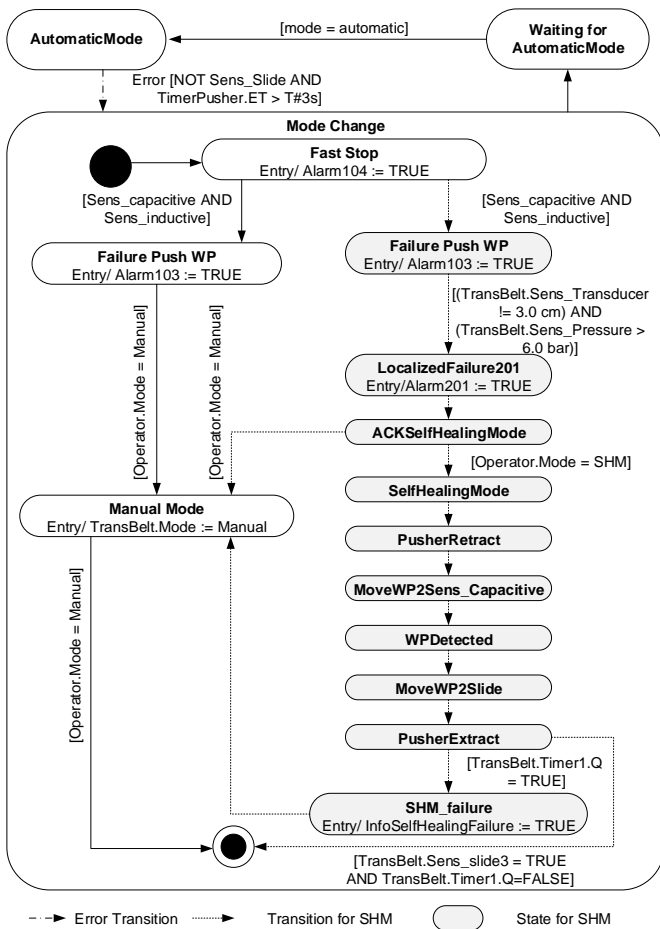 AutomaticMode
[mode = automatic]
Waiting for
AutomaticMode
Error [NOT Sens_Slide AND
TimerPusher.ET > T#3s]
Mode Change
Fast Stop
Entry/ Alarm104 := TRUE
[Sens_capacitive AND
Sens_inductive]
[Sens_capacitive AND
Sens_inductive]
Failure Push WP
Entry/ Alarm103 := TRUE
Failure Push WP
Entry/ Alarm103 := TRUE
[(TransBelt.Sens_Transducer
!= 3.0 cm) AND
(TransBelt.Sens_Pressure >
6.0 bar)]
[Operator.Mode = Manual]
[Operator.Mode = Manual]
LocalizedFailure201
Entry/Alarm201 := TRUE
ACKSelfHealingMode
[Operator.Mode = SHM]
SelfHealingMode
Manual Mode
Entry/ TransBelt.Mode := Manual
PusherRetract
MoveWP2Sens_Capacitive
[Operator.Mode = Manual]
WPDetected
MoveWP2Slide
PusherExtract
[TransBelt.Timer1.Q
= TRUE]
SHM_failure
Entry/ InfoSelfHealingFailure := TRUE
[TransBelt.Sens_slide3 = TRUE
AND TransBelt.Timer1.Q=FALSE]
Error Transition
Transition for SHM
State for SHM